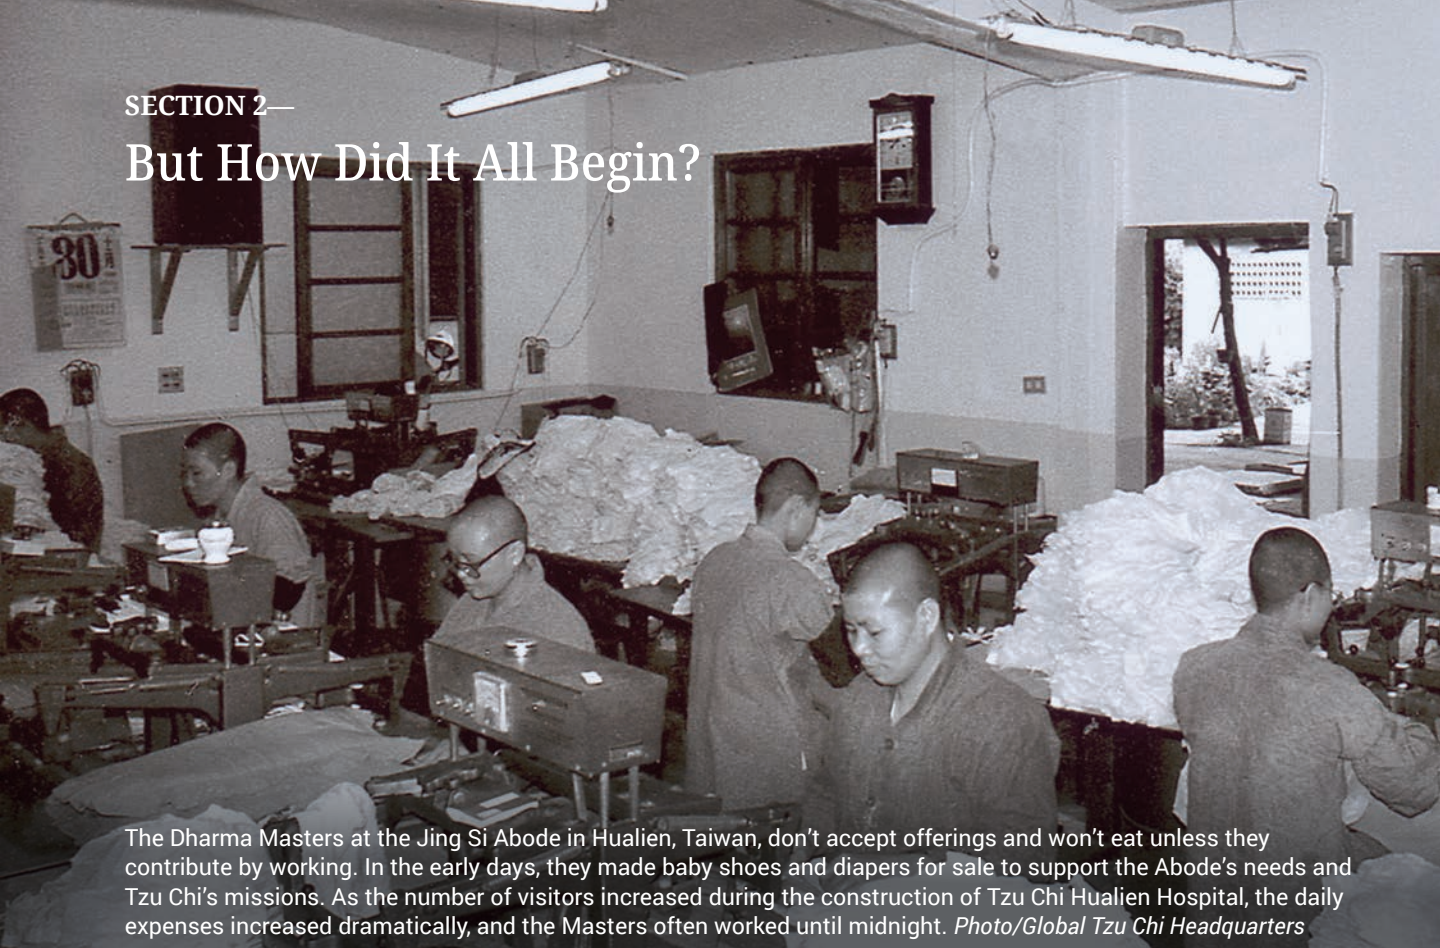 SECTION 2—
But How Did It All Begin?
30
The Dharma Masters at the Jing Si Abode in Hualien, Taiwan, don’t accept offerings and won’t eat unless they
contribute by working. In the early days, they made baby shoes and diapers for sale to support the Abode’s needs and
Tzu Chi’s missions. As the number of visitors increased during the construction of Tzu Chi Hualien Hospital, the daily
expenses increased dramatically, and the Masters often worked until midnight. Photo/Global Tzu Chi Headquarters